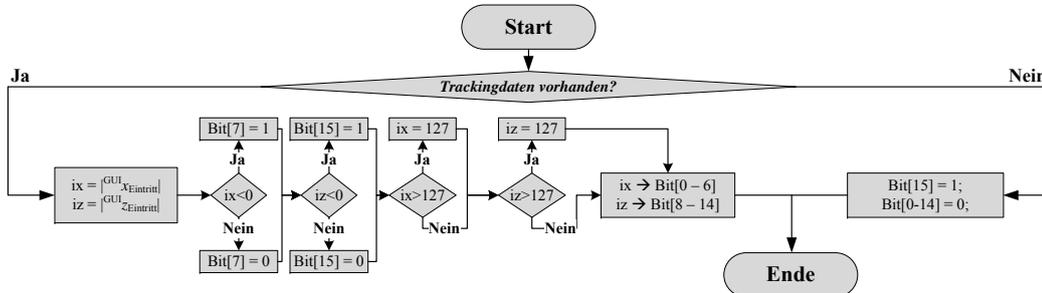 Start
Trackingdaten vorhanden?
Ja
Nein
Bit[7] = 1
Bit[15] = 1
ix = 127
iz = 127
Ja
Ja
Ja
Ja
ix = |ᴳᵁᴵxEintritt|
iz = |ᴳᵁᴵzEintritt|
ix<0
iz<0
ix>127
iz>127
ix → Bit[0 – 6]
iz → Bit[8 – 14]
Bit[15] = 1;
Bit[0-14] = 0;
Nein
Nein
Nein
Nein
Bit[7] = 0
Bit[15] = 0
Ende